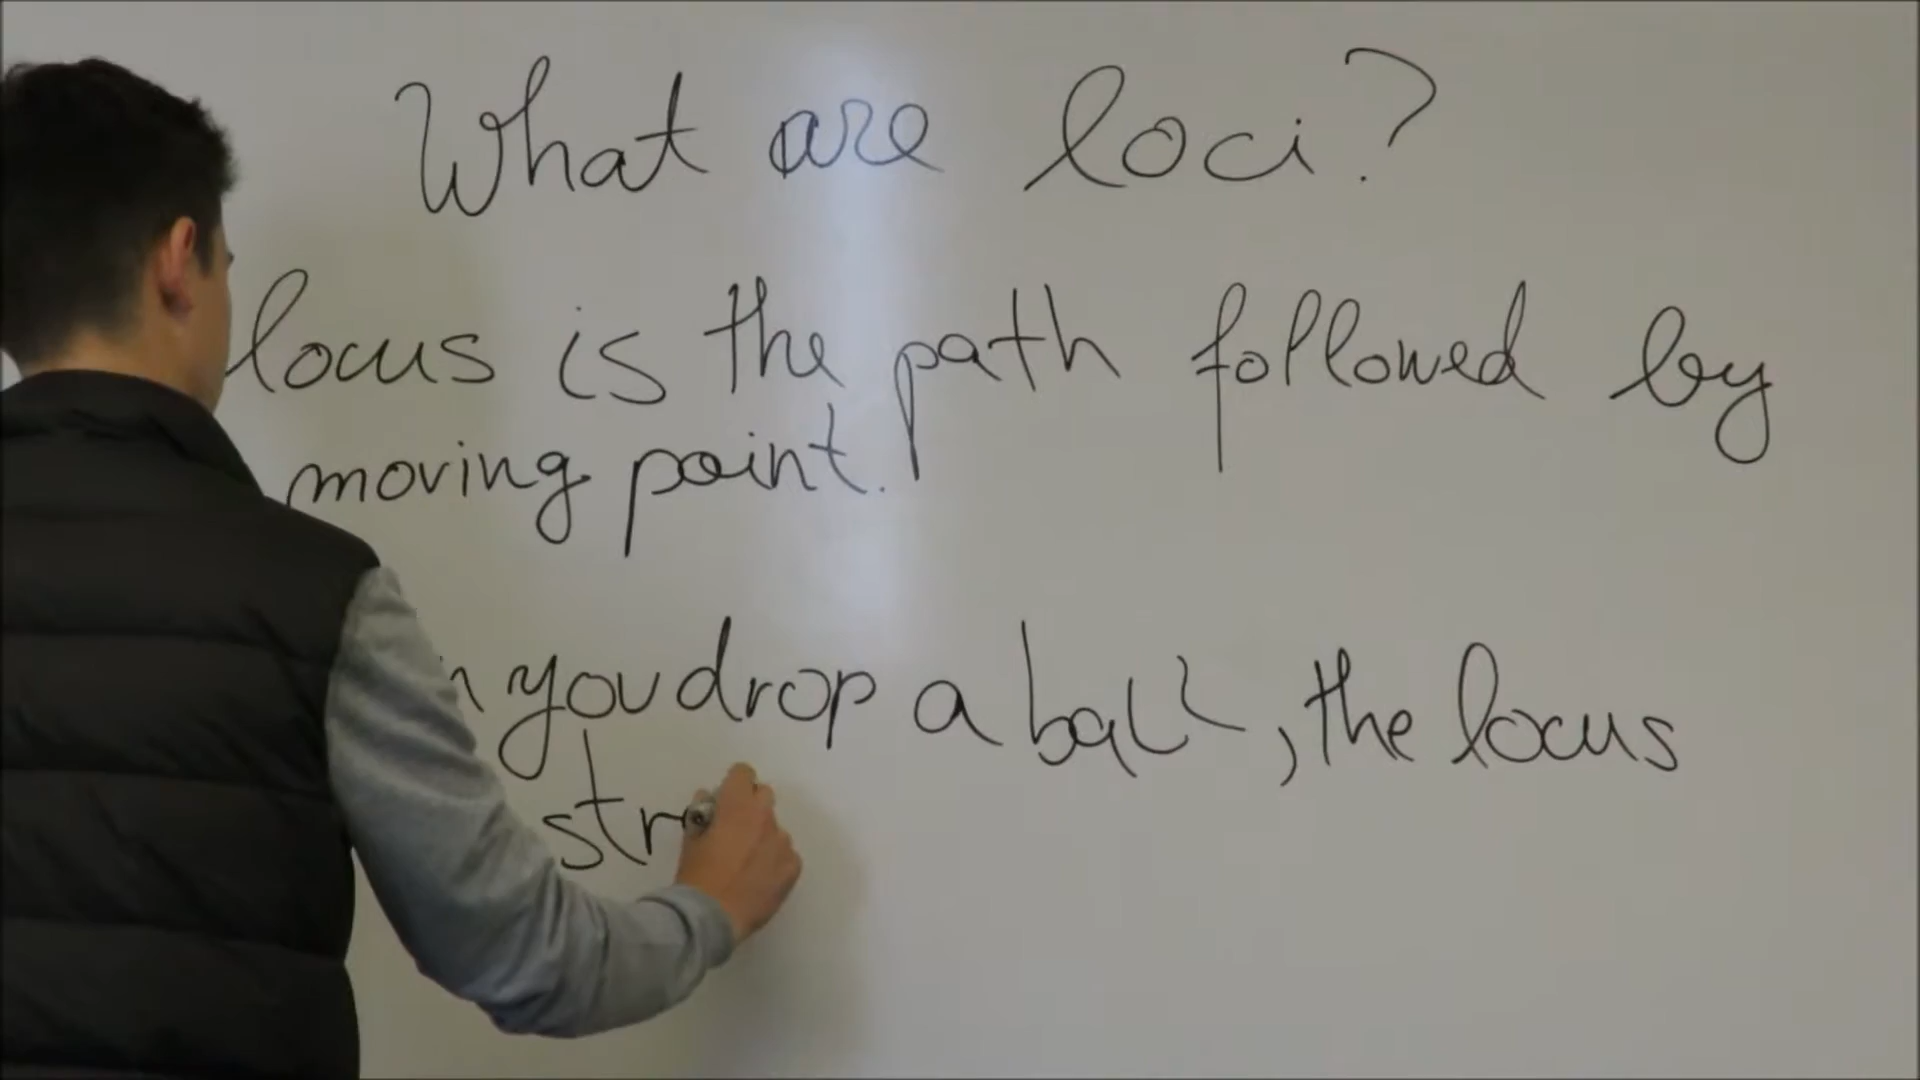 What are loci?
locus is the path followed by
moving point.
you drop a ball, the locus
str